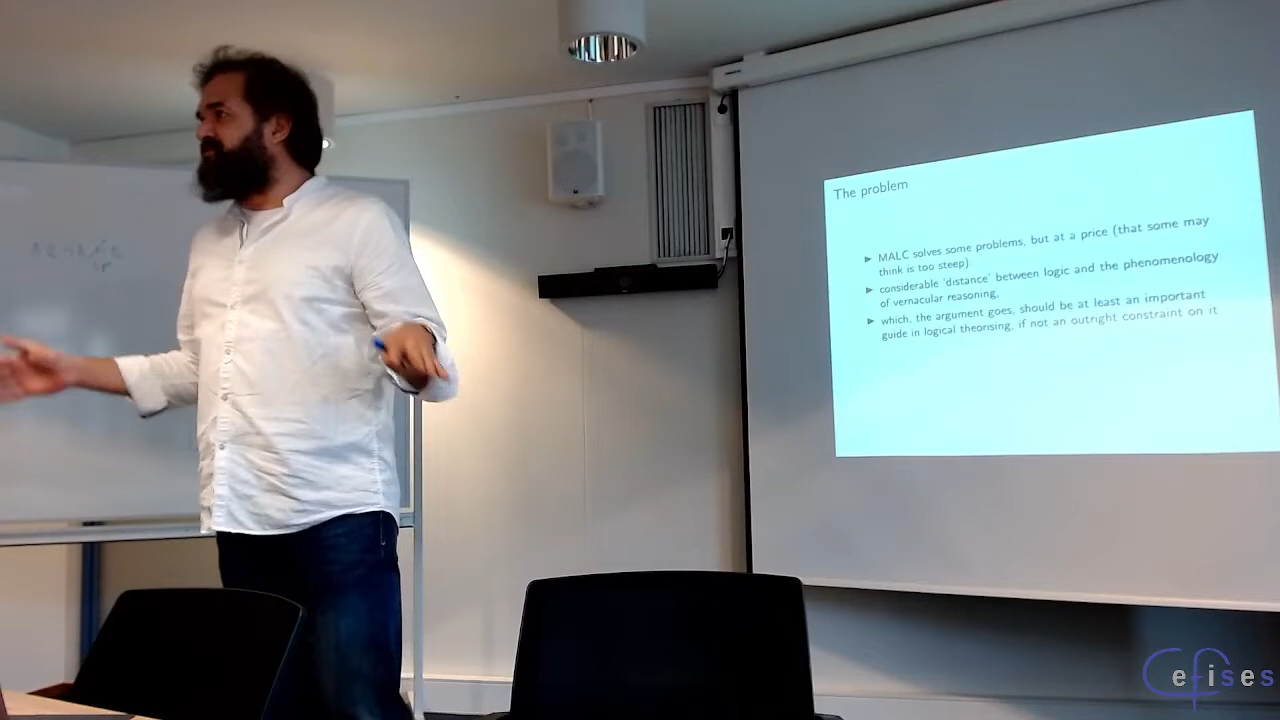 The problem
► MALC solves some problems, but at a price (that some may
think is too steep)
► considerable 'distance' between logic and the phenomenology
of vernacular reasoning,
► which, the argument goes, should be at least an important
guide in logical theorising, if not an outright constraint on it
Cefises